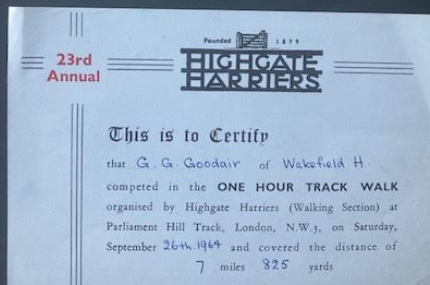 Founded 1879
23rd
Annual
HIGHGATE
HARRIERS
This is to Certify
that G. G. Goodair of Wakefield H.
competed in the ONE HOUR TRACK WALK
organised by Highgate Harriers (Walking Section) at
Parliament Hill Track, London, N.W.3, on Saturday,
September 26th. 1964 and covered the distance of
7 miles 825 yards